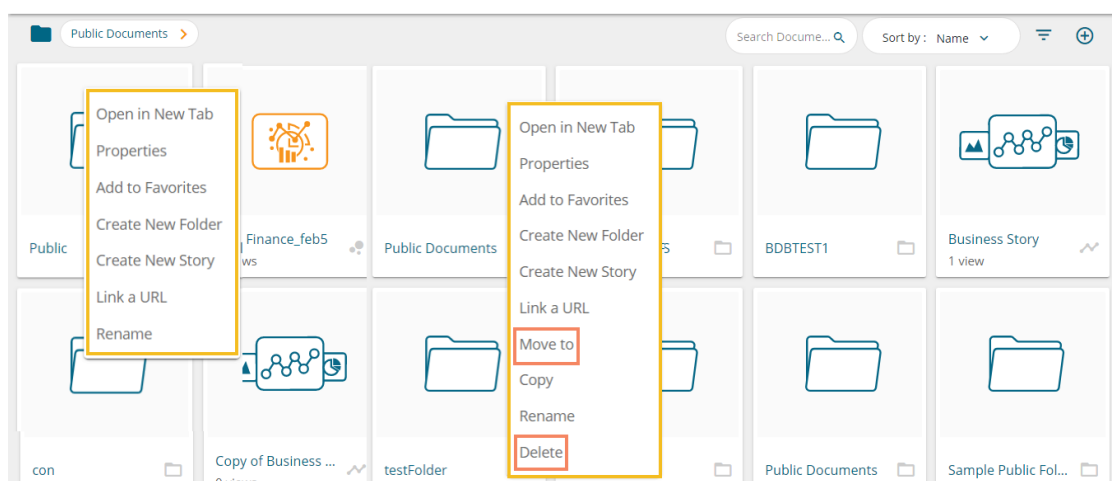 Public Documents
Search Docume...
Sort by : Name
Open in New Tab
Properties
Add to Favorites
Create New Folder
Create New Story
Link a URL
Rename
Open in New Tab
Properties
Add to Favorites
Create New Folder
Create New Story
Link a URL
Move to
Copy
Rename
Delete
Public
Finance_feb5
Public Documents
BDBTEST1
Business Story
1 view
con
Copy of Business ...
testFolder
Public Documents
Sample Public Fol...